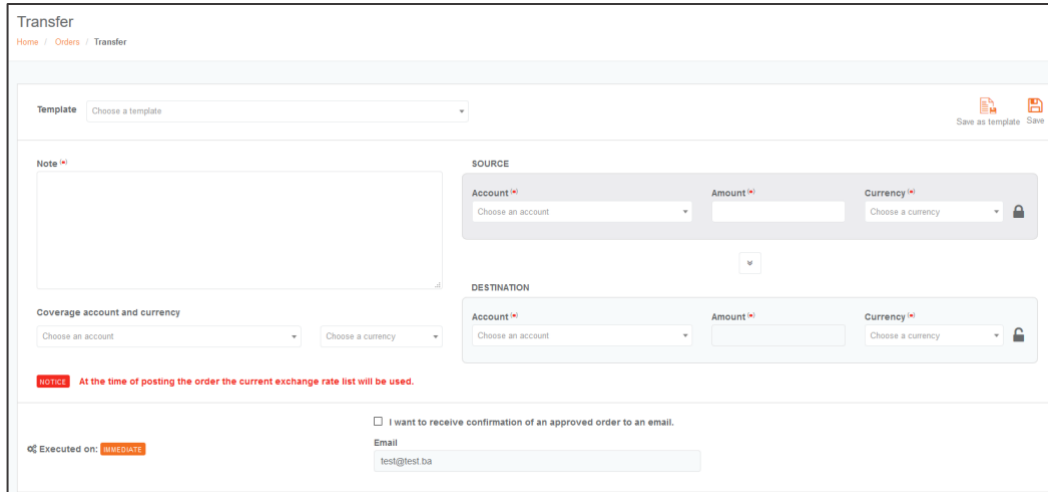 Transfer
Home / Orders / Transfer
Template Choose a template
Save as template Save
Note (*)
SOURCE
Account (*) Amount (*) Currency (*)
Choose an account Choose a currency
DESTINATION
Account (*) Amount (*) Currency (*)
Choose an account Choose a currency
Coverage account and currency
Choose an account Choose a currency
NOTICE At the time of posting the order the current exchange rate list will be used.
I want to receive confirmation of an approved order to an email.
Executed on: IMMEDIATE
Email
test@test.ba